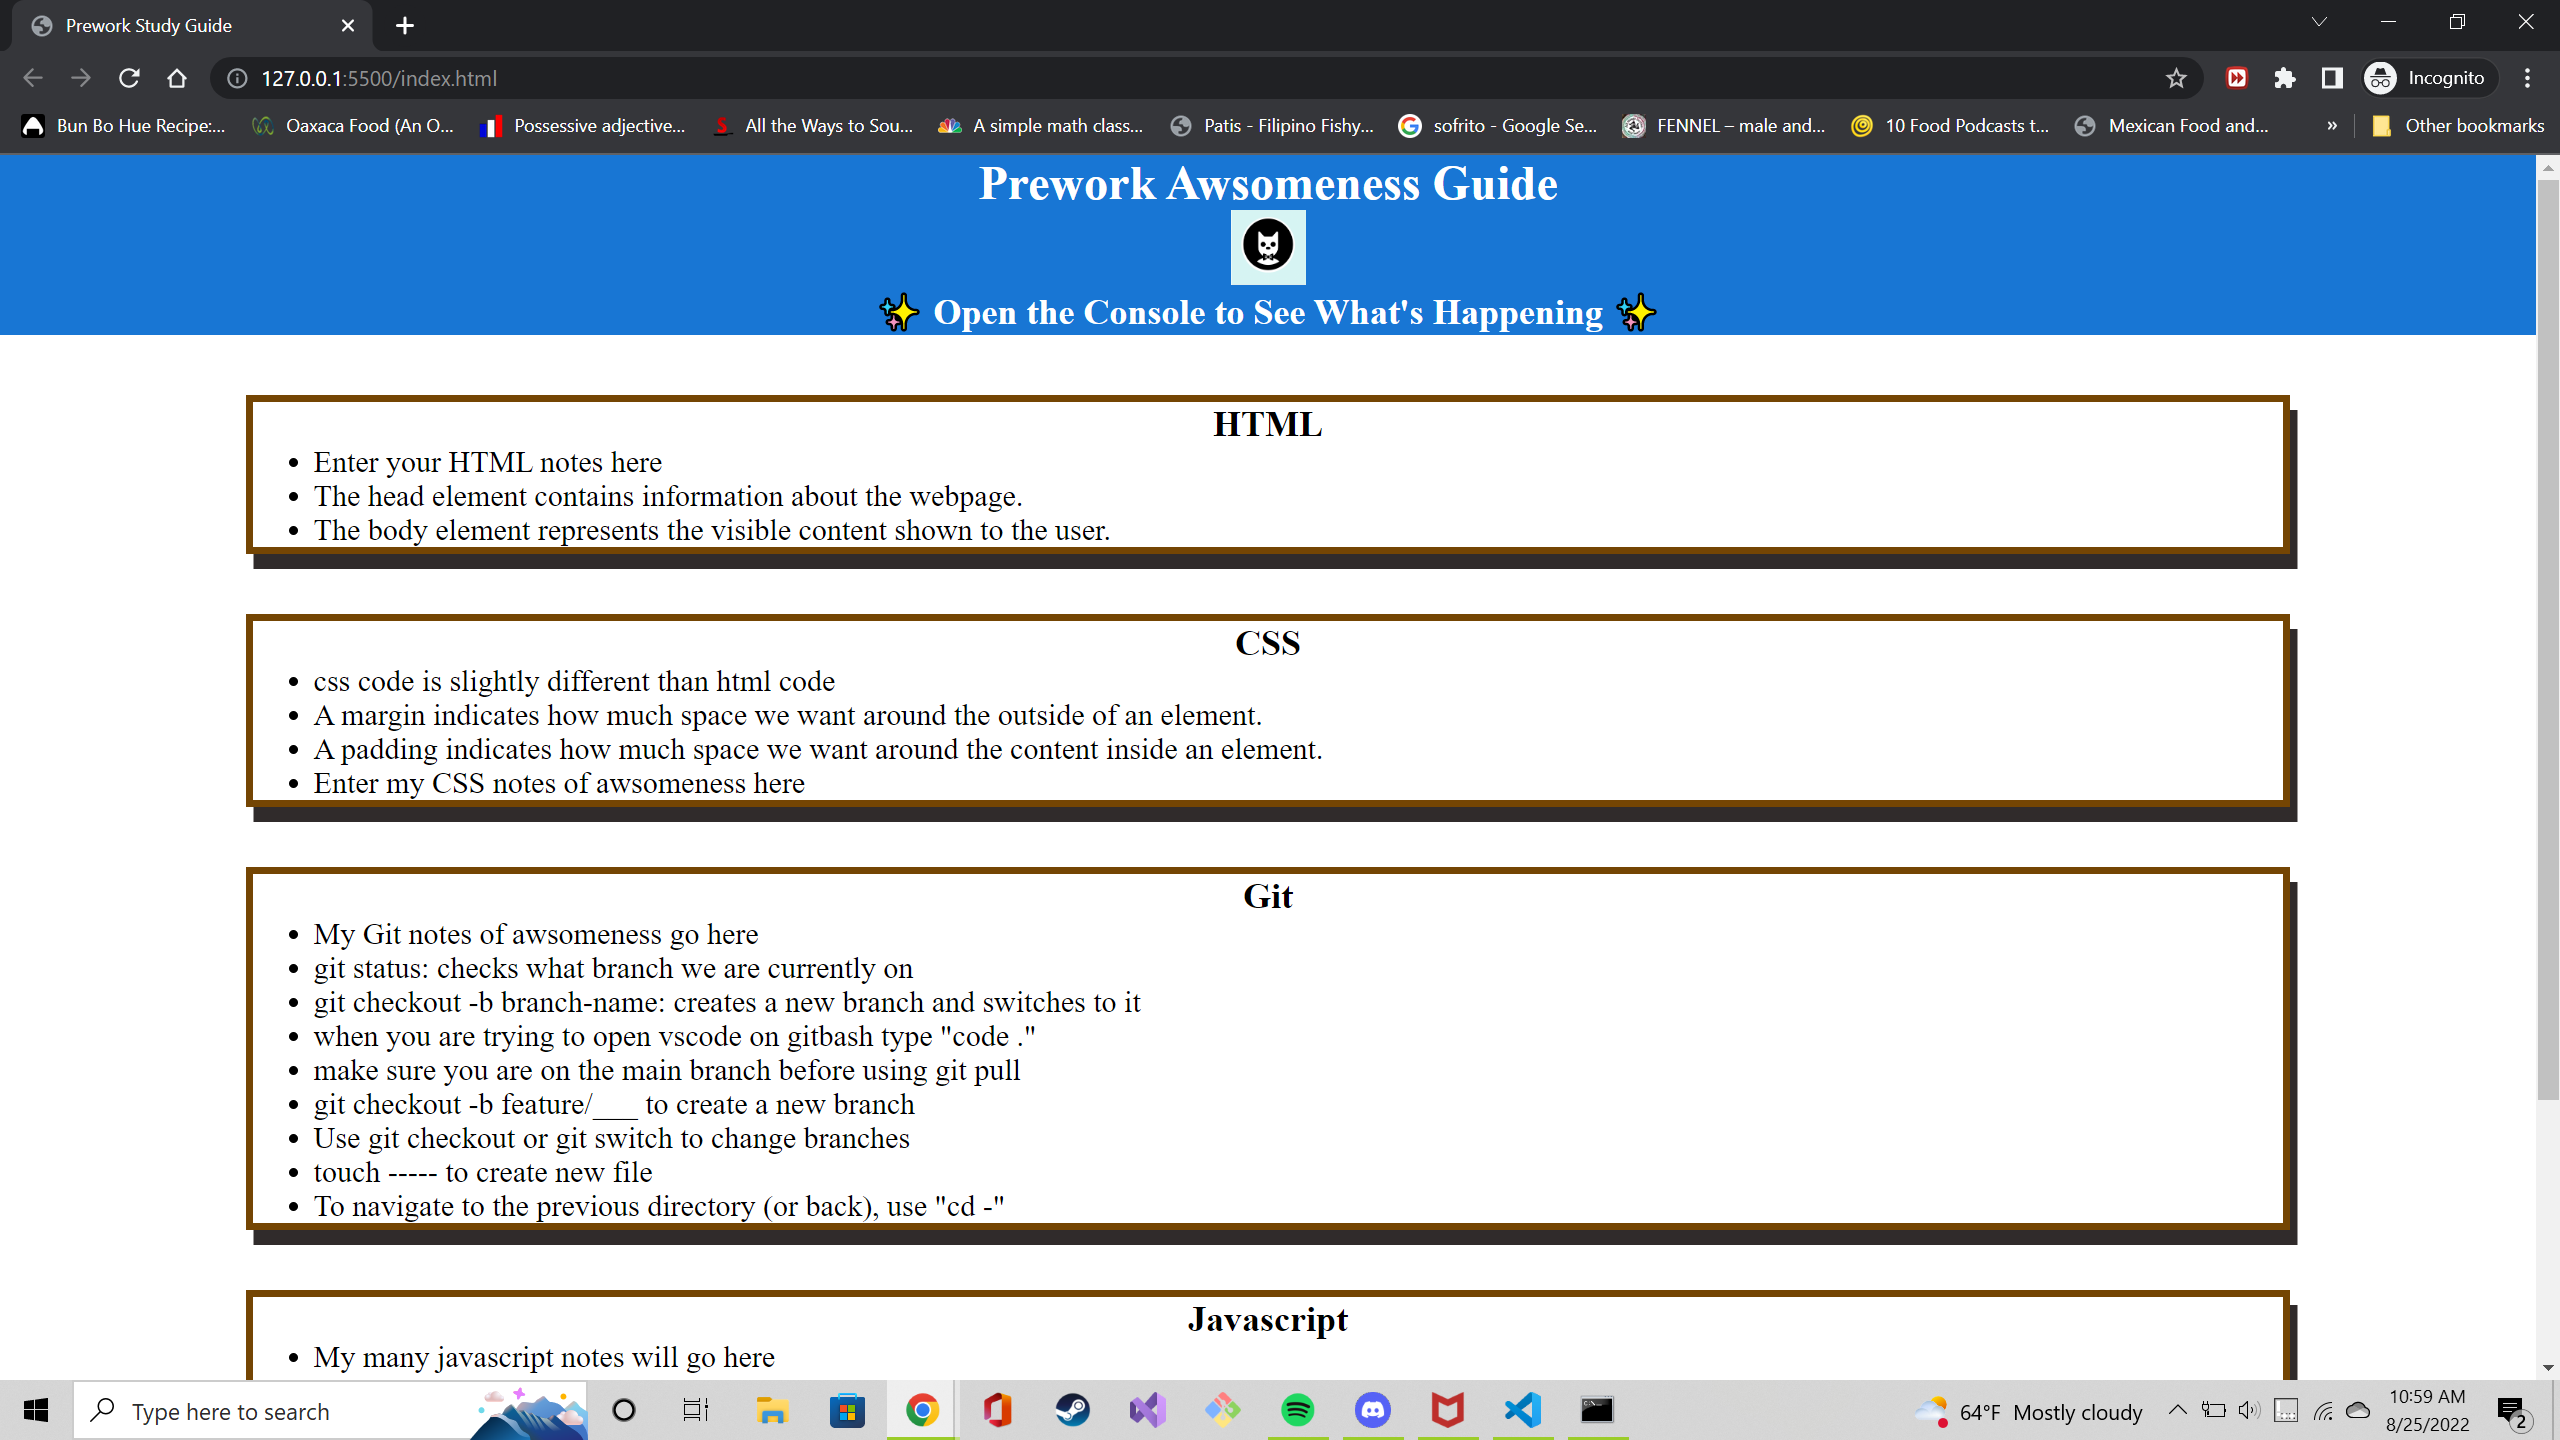 Prework Study Guide
127.0.0.1:5500/index.html
Incognito
Bun Bo Hue Recipe:... Oaxaca Food (An O... Possessive adjective... All the Ways to Sou... A simple math class... Patis - Filipino Fishy... sofrito - Google Se... FENNEL – male and... 10 Food Podcasts t... Mexican Food and... » Other bookmarks
Prework Awsomeness Guide
✨ Open the Console to See What's Happening ✨
HTML
• Enter your HTML notes here
• The head element contains information about the webpage.
• The body element represents the visible content shown to the user.
CSS
• css code is slightly different than html code
• A margin indicates how much space we want around the outside of an element.
• A padding indicates how much space we want around the content inside an element.
• Enter my CSS notes of awsomeness here
Git
• My Git notes of awsomeness go here
• git status: checks what branch we are currently on
• git checkout -b branch-name: creates a new branch and switches to it
• when you are trying to open vscode on gitbash type "code ."
• make sure you are on the main branch before using git pull
• git checkout -b feature/___ to create a new branch
• Use git checkout or git switch to change branches
• touch ----- to create new file
• To navigate to the previous directory (or back), use "cd -"
Javascript
• My many javascript notes will go here
Type here to search
64°F Mostly cloudy
10:59 AM
8/25/2022
2